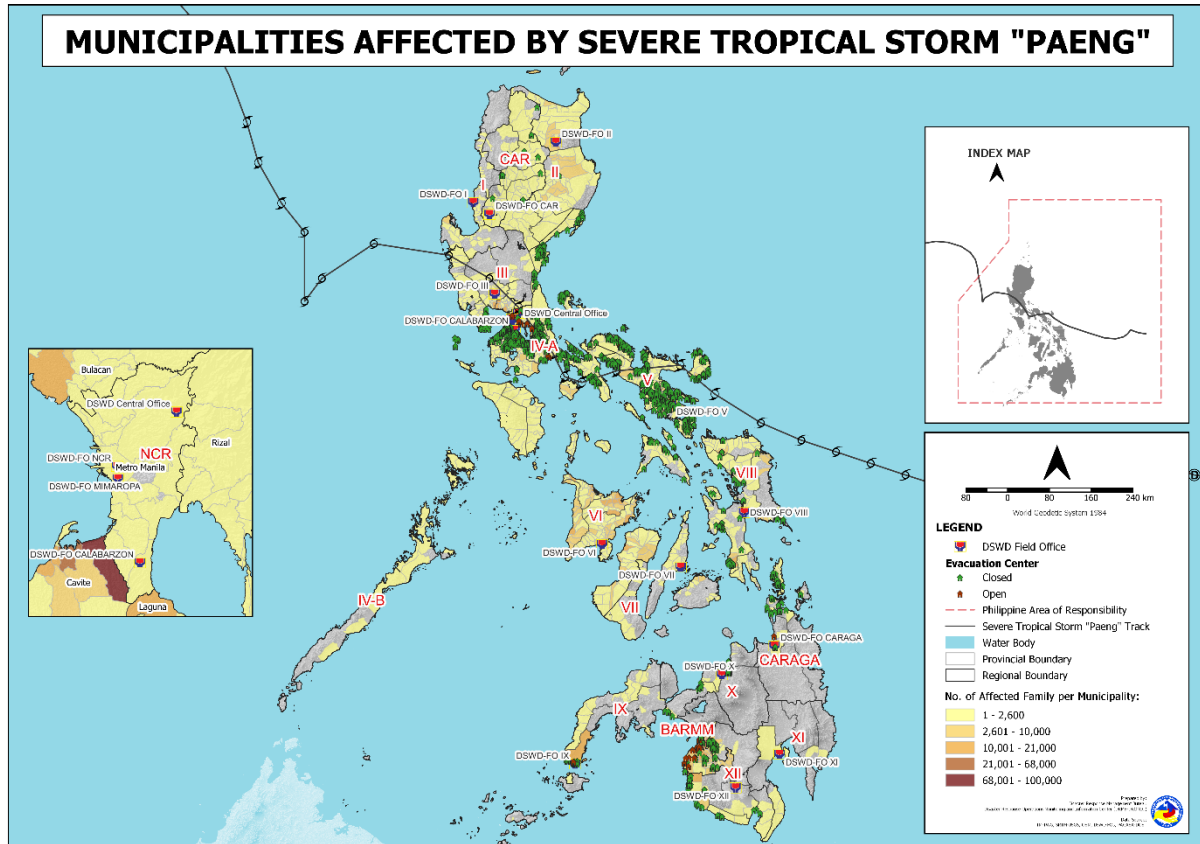 MUNICIPALITIES AFFECTED BY SEVERE TROPICAL STORM "PAENG"
DSWD-FO II
CAR
II
I
DSWD-FO I
DSWD-FO CAR
III
DSWD-FO III
DSWD Central Office
DSWD-FO CALABARZON
IV-A
V
DSWD-FO V
VIII
DSWD-FO VIII
VI
DSWD-FO VI
DSWD-FO VII
VII
IV-B
DSWD-FO CARAGA
CARAGA
DSWD-FO X
X
IX
BARMM
XI
DSWD-FO IX
DSWD-FO XI
XII
DSWD-FO XII
Bulacan
DSWD Central Office
NCR
Rizal
DSWD-FO NCR
Metro Manila
DSWD-FO MIMAROPA
DSWD-FO CALABARZON
Cavite
Laguna
INDEX MAP
80 0 80 160 240 km
World Geodetic System 1984
LEGEND
DSWD Field Office
Evacuation Center
Closed
Open
Philippine Area of Responsibility
Severe Tropical Storm "Paeng" Track
Water Body
Provincial Boundary
Regional Boundary
No. of Affected Family per Municipality:
1 - 2,600
2,601 - 10,000
10,001 - 21,000
21,001 - 68,000
68,001 - 100,000
Prepared by: